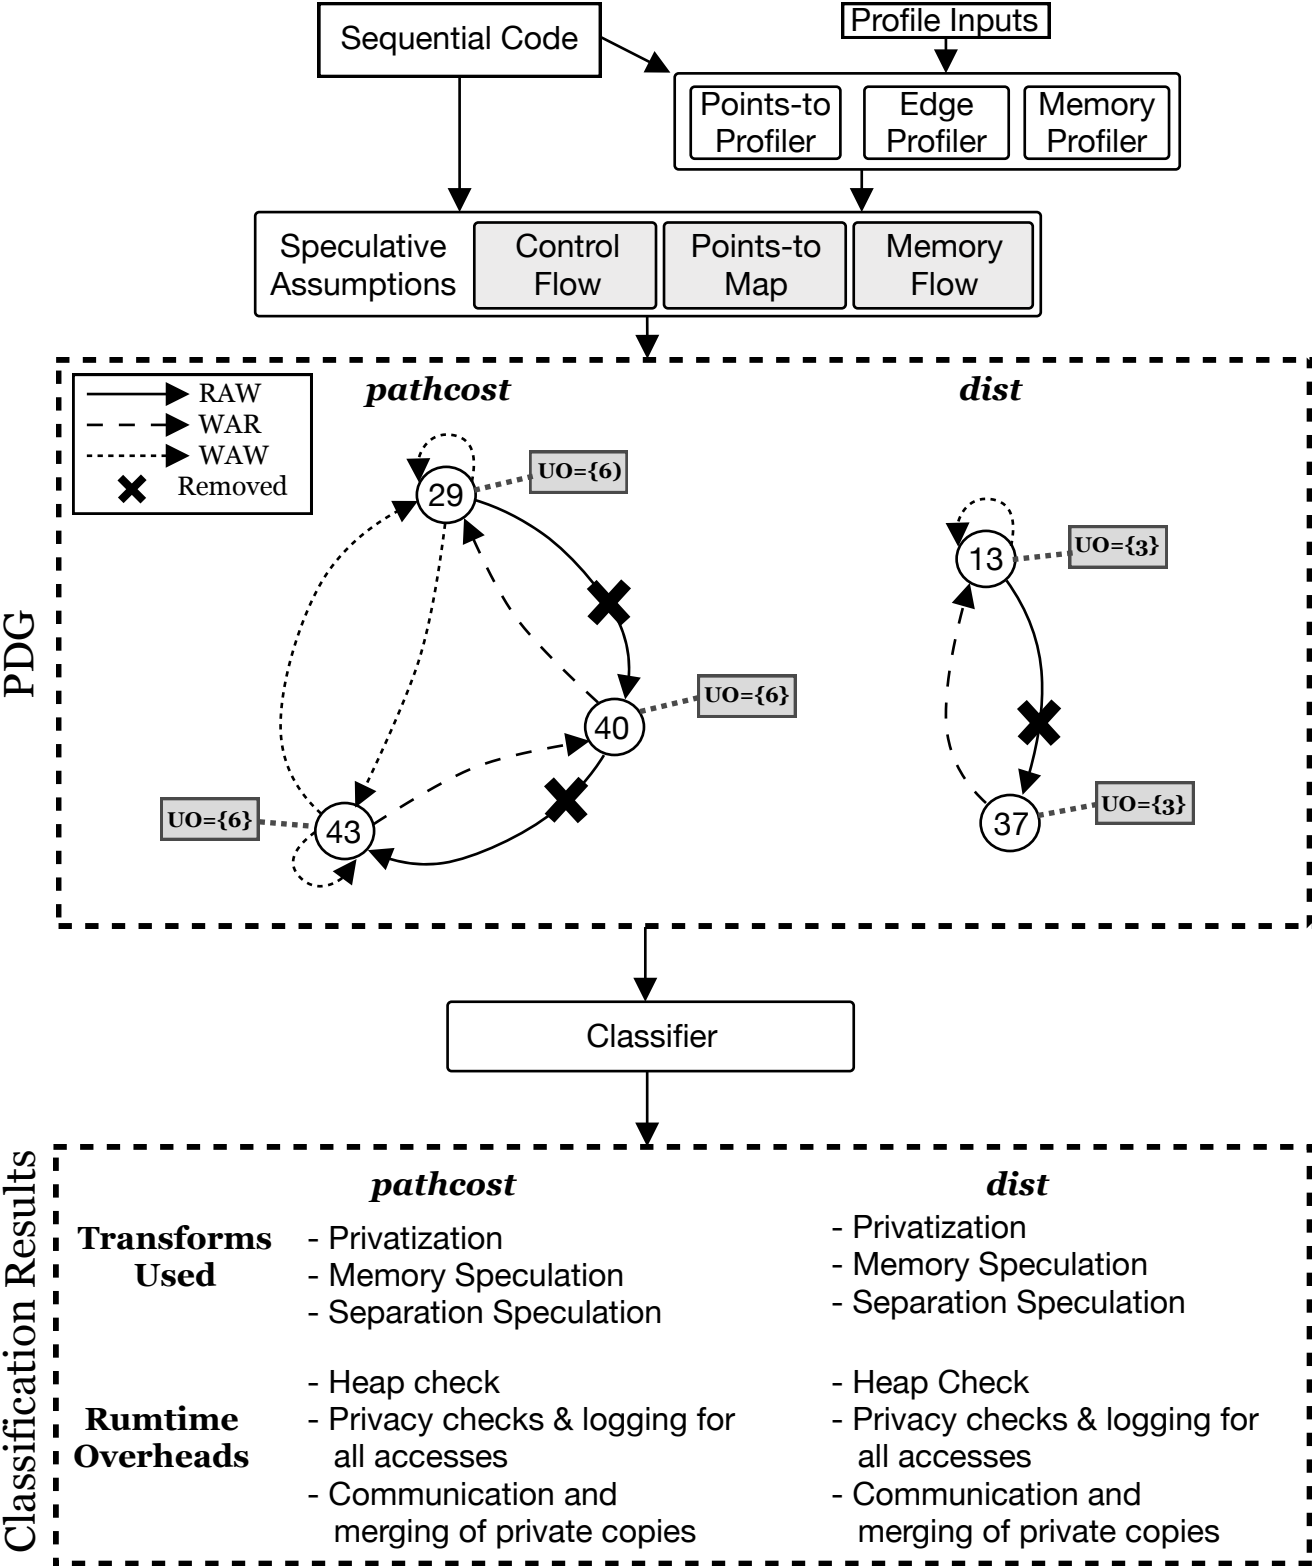 Sequential Code
Profile Inputs
Points-to
Profiler
Edge
Profiler
Memory
Profiler
Speculative
Assumptions
Control
Flow
Points-to
Map
Memory
Flow
PDG
RAW
WAR
WAW
Removed
pathcost
29
UO={6)
40
UO={6}
43
UO={6}
dist
13
UO={3}
37
UO={3}
Classifier
Classification Results
pathcost
dist
Transforms
Used
- Privatization
- Memory Speculation
- Separation Speculation
- Privatization
- Memory Speculation
- Separation Speculation
Rumtime
Overheads
- Heap check
- Privacy checks & logging for
all accesses
- Communication and
merging of private copies
- Heap Check
- Privacy checks & logging for
all accesses
- Communication and
merging of private copies